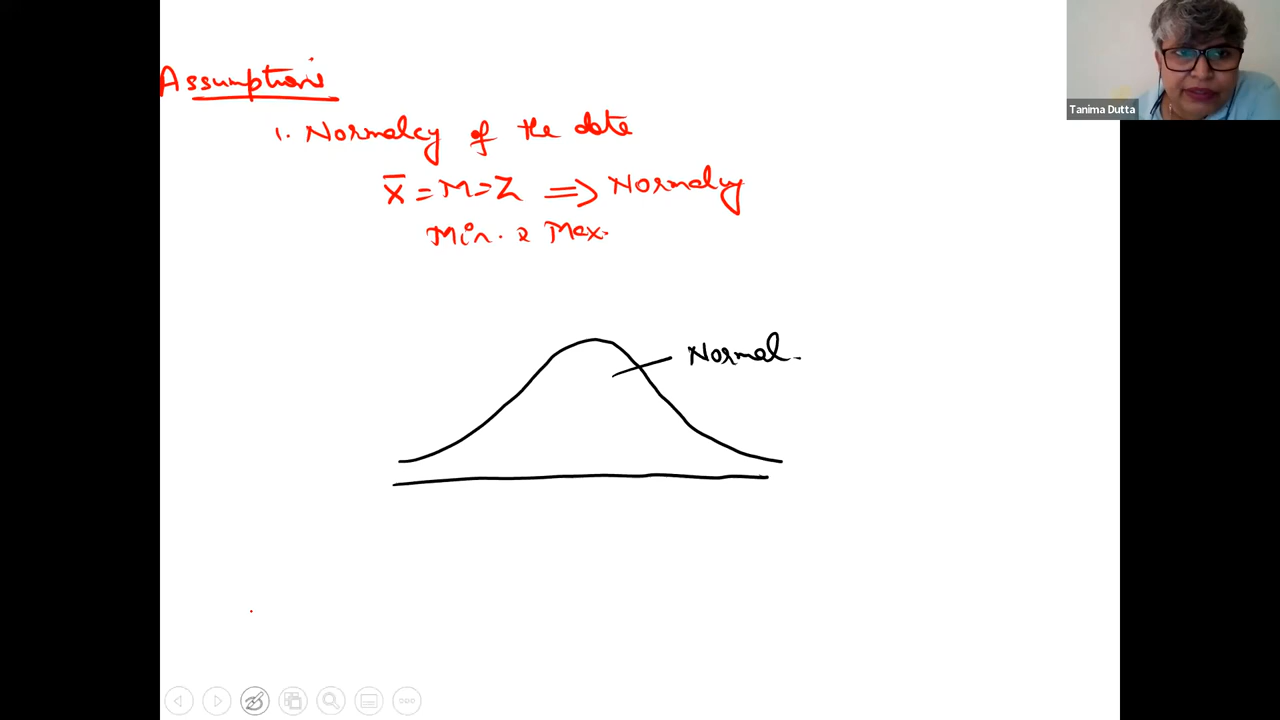 Assumptions
1. Normalcy of the data
X̄ = M = Z ⇒ Normalcy
Min. & Max.
Normal.
Tanima Dutta